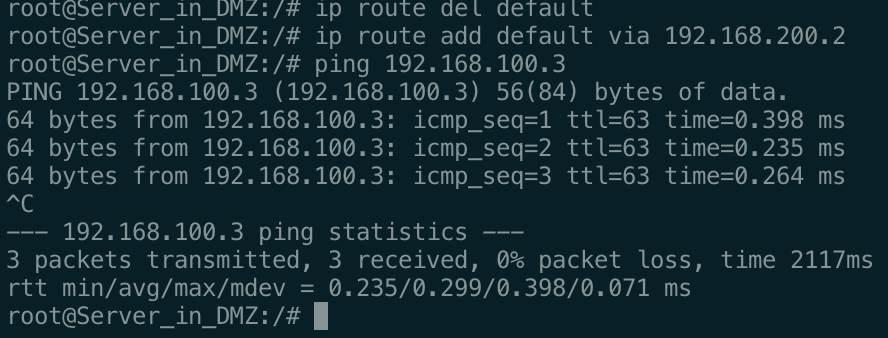 root@Server_in_DMZ:/# ip route del default
root@Server_in_DMZ:/# ip route add default via 192.168.200.2
root@Server_in_DMZ:/# ping 192.168.100.3
PING 192.168.100.3 (192.168.100.3) 56(84) bytes of data.
64 bytes from 192.168.100.3: icmp_seq=1 ttl=63 time=0.398 ms
64 bytes from 192.168.100.3: icmp_seq=2 ttl=63 time=0.235 ms
64 bytes from 192.168.100.3: icmp_seq=3 ttl=63 time=0.264 ms
^C
--- 192.168.100.3 ping statistics ---
3 packets transmitted, 3 received, 0% packet loss, time 2117ms
rtt min/avg/max/mdev = 0.235/0.299/0.398/0.071 ms
root@Server_in_DMZ:/#